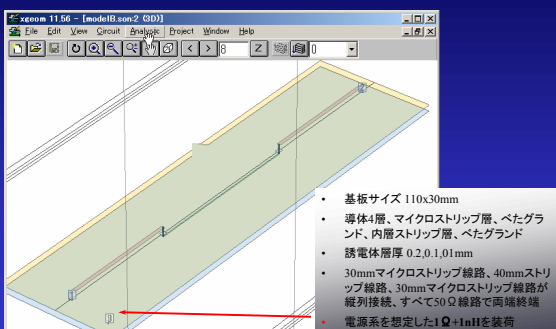 xgeom 11.56 - [modelB.son:2 (3D)]
File Edit View Circuit Analysis Project Window Help
8 Z 0
• 基板サイズ 110x30mm
• 導体4層、マイクロストリップ層、べたグラ
ンド、内層ストリップ層、べたグランド
• 誘電体層厚 0.2,0.1,01mm
• 30mmマイクロストリップ線路、40mmストリ
ップ線路、30mmマイクロストリップ線路が
縦列接続、すべて50Ω線路で両端終端
• 電源系を想定した1Ω+1nHを装荷